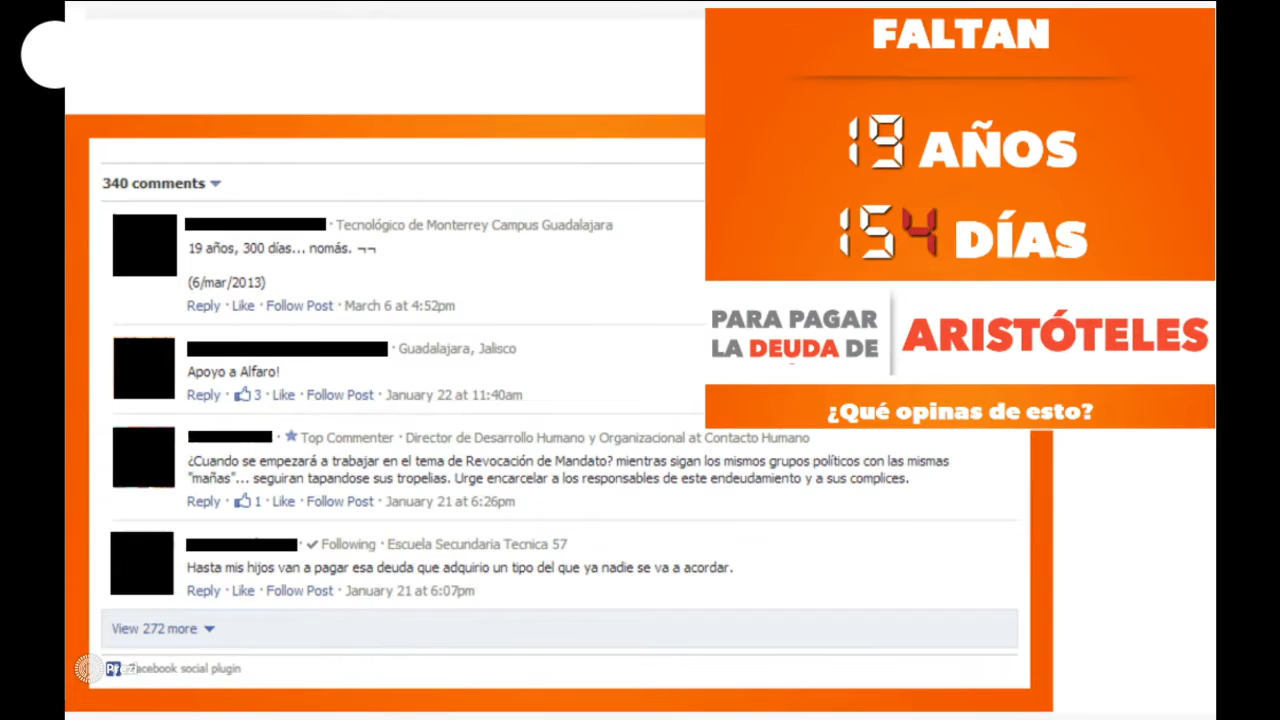 FALTAN
19 AÑOS
154 DÍAS
PARA PAGAR
LA DEUDA DE
ARISTÓTELES
¿Qué opinas de esto?
340 comments
· Tecnológico de Monterrey Campus Guadalajara
19 años, 300 días... nomás. ¬¬
(6/mar/2013)
Reply · Like · Follow Post · March 6 at 4:52pm
· Guadalajara, Jalisco
Apoyo a Alfaro!
Reply · 3 · Like · Follow Post · January 22 at 11:40am
· Top Commenter · Director de Desarrollo Humano y Organizacional at Contacto Humano
¿Cuando se empezará a trabajar en el tema de Revocación de Mandato? mientras sigan los mismos grupos políticos con las mismas
"mañas"... seguiran tapandose sus tropelias. Urge encarcelar a los responsables de este endeudamiento y a sus complices.
Reply · 1 · Like · Follow Post · January 21 at 6:26pm
· Following · Escuela Secundaria Tecnica 57
Hasta mis hijos van a pagar esa deuda que adquirio un tipo del que ya nadie se va a acordar.
Reply · Like · Follow Post · January 21 at 6:07pm
View 272 more
Prezi
Facebook social plugin